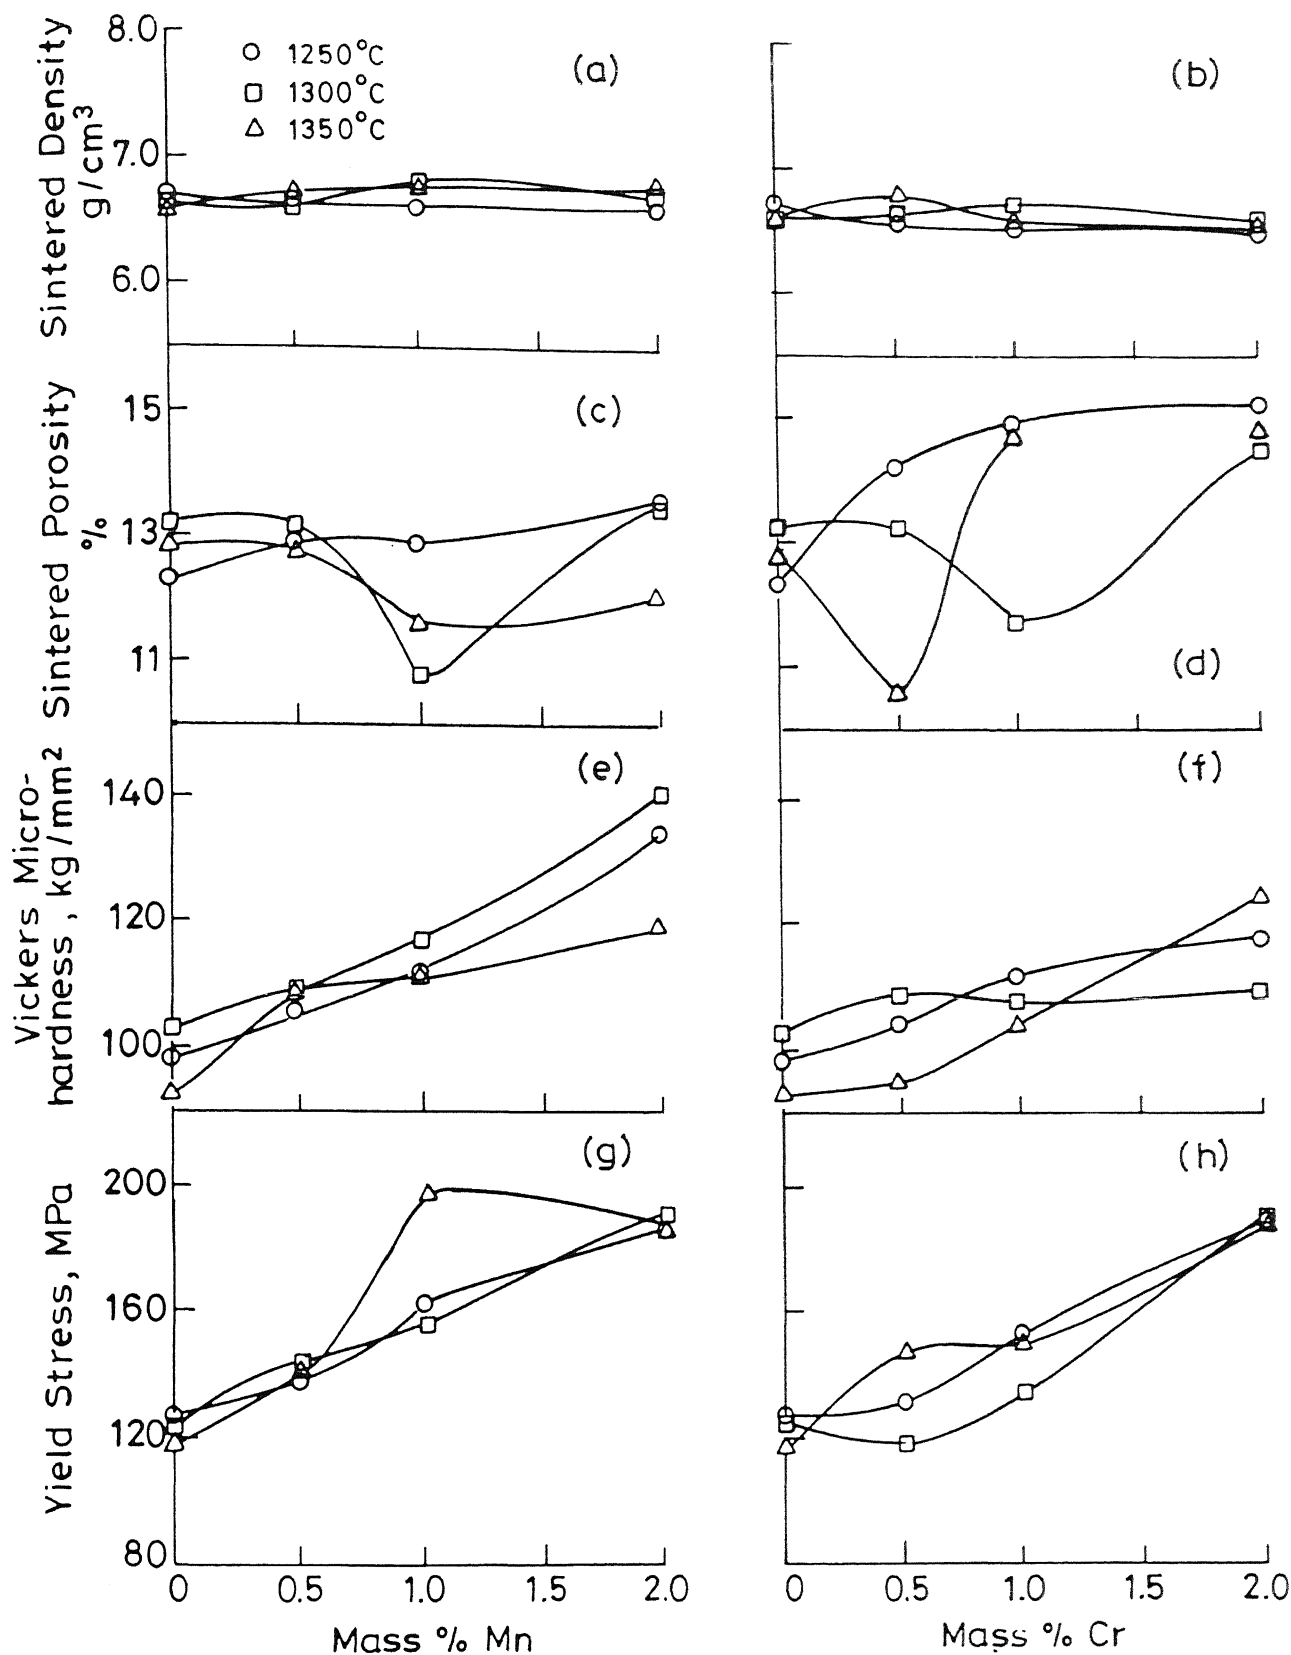 8.0
7.0
6.0
Sintered Density
g/cm³
○ 1250°C
□ 1300°C
△ 1350°C
(a)
(b)
15
13
11
Sintered Porosity
%
(c)
(d)
140
120
100
Vickers Micro-
hardness, kg/mm²
(e)
(f)
200
160
120
80
Yield Stress, MPa
(g)
(h)
0 0.5 1.0 1.5 2.0
Mass % Mn
0 0.5 1.0 1.5 2.0
Mass % Cr